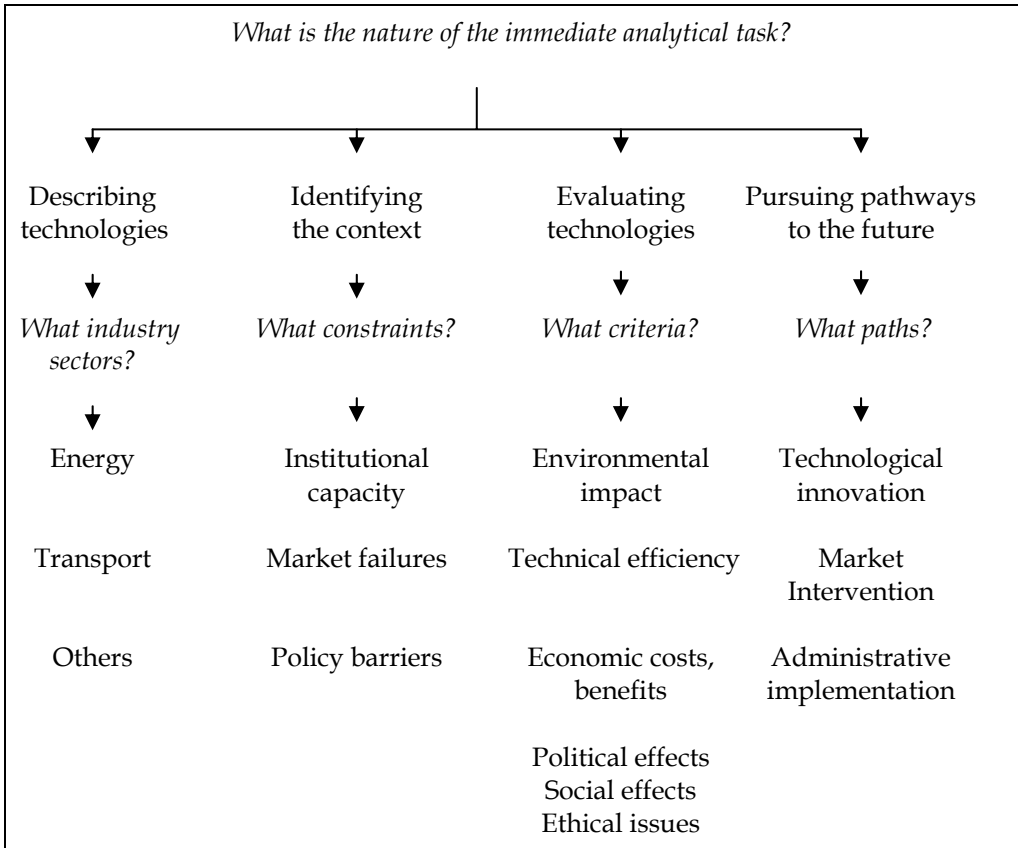 What is the nature of the immediate analytical task?
Describing
technologies
Identifying
the context
Evaluating
technologies
Pursuing pathways
to the future
What industry
sectors?
What constraints?
What criteria?
What paths?
Energy
Institutional
capacity
Environmental
impact
Technological
innovation
Transport
Market failures
Technical efficiency
Market
Intervention
Others
Policy barriers
Economic costs,
benefits
Administrative
implementation
Political effects
Social effects
Ethical issues